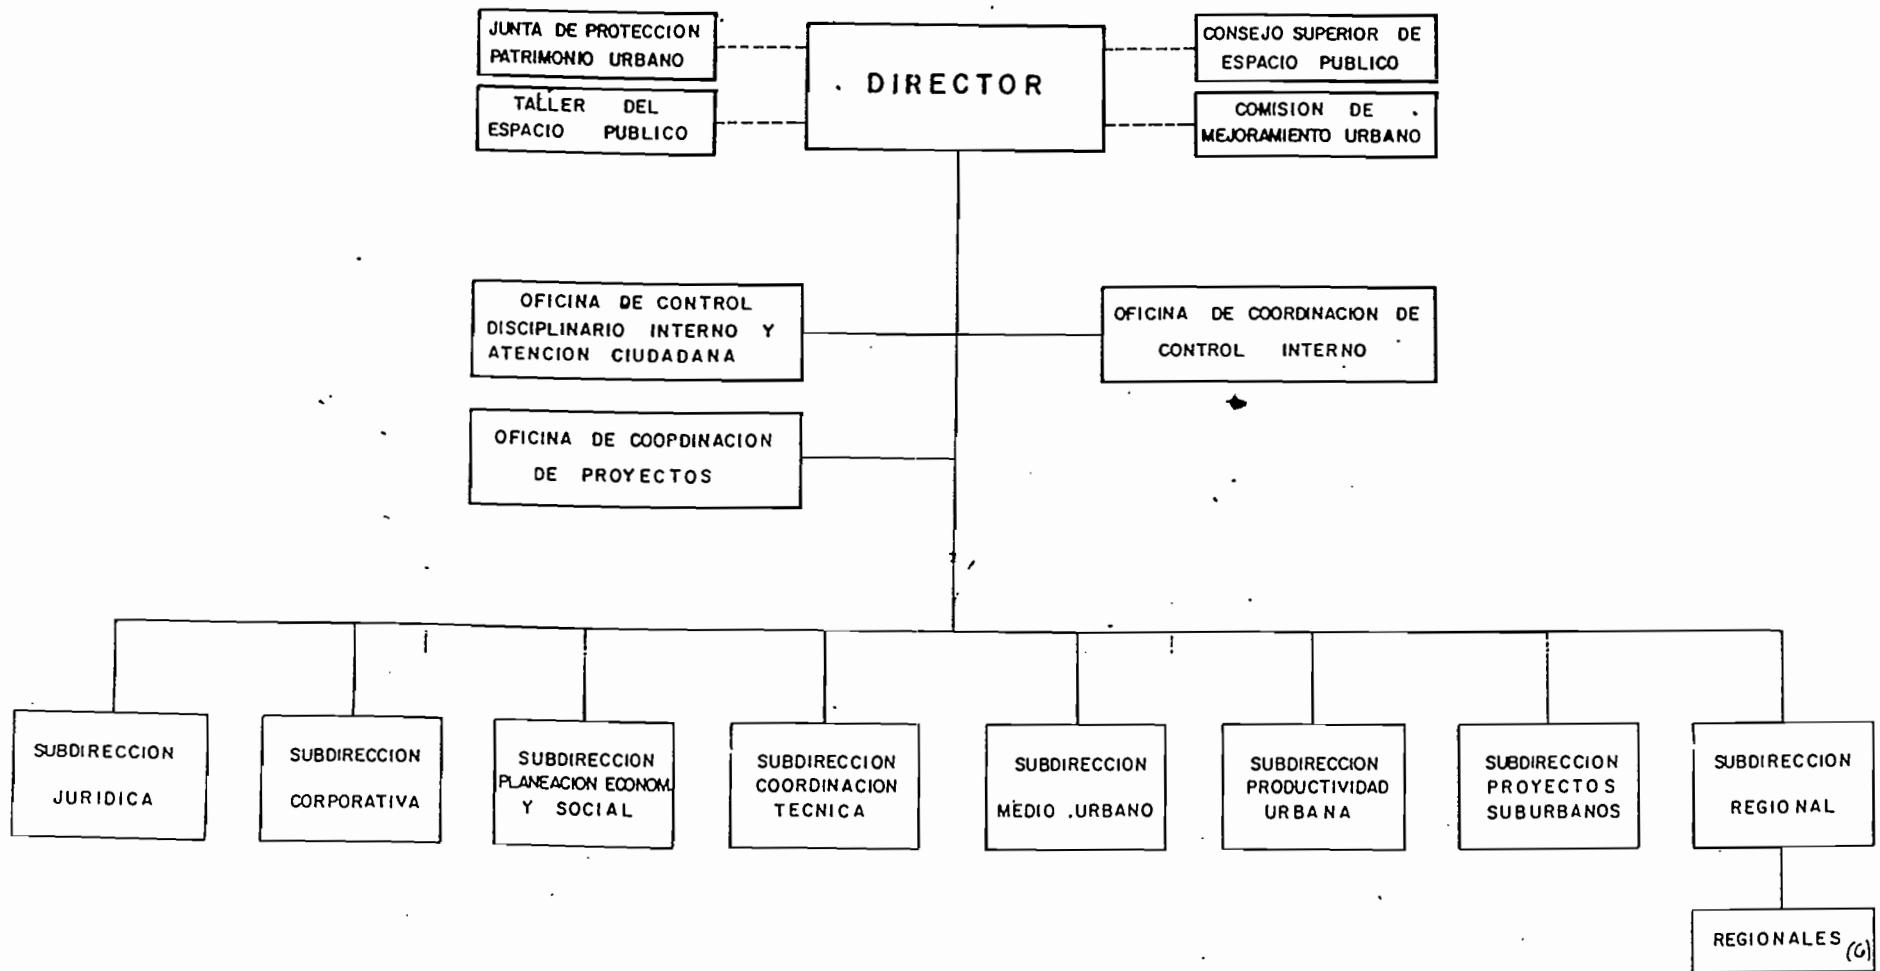 JUNTA DE PROTECCION
PATRIMONIO URBANO
TALLER DEL
ESPACIO PUBLICO
DIRECTOR
CONSEJO SUPERIOR DE
ESPACIO PUBLICO
COMISION DE
MEJORAMIENTO URBANO
OFICINA DE CONTROL
DISCIPLINARIO INTERNO Y
ATENCION CIUDADANA
OFICINA DE COORDINACION DE
CONTROL INTERNO
OFICINA DE COOPDINACION
DE PROYECTOS
SUBDIRECCION
JURIDICA
SUBDIRECCION
CORPORATIVA
SUBDIRECCION
PLANEACION ECONOM.
Y SOCIAL
SUBDIRECCION
COORDINACION
TECNICA
SUBDIRECCION
MEDIO URBANO
SUBDIRECCION
PRODUCTIVIDAD
URBANA
SUBDIRECCION
PROYECTOS
SUBURBANOS
SUBDIRECCION
REGIONAL
REGIONALES (6)